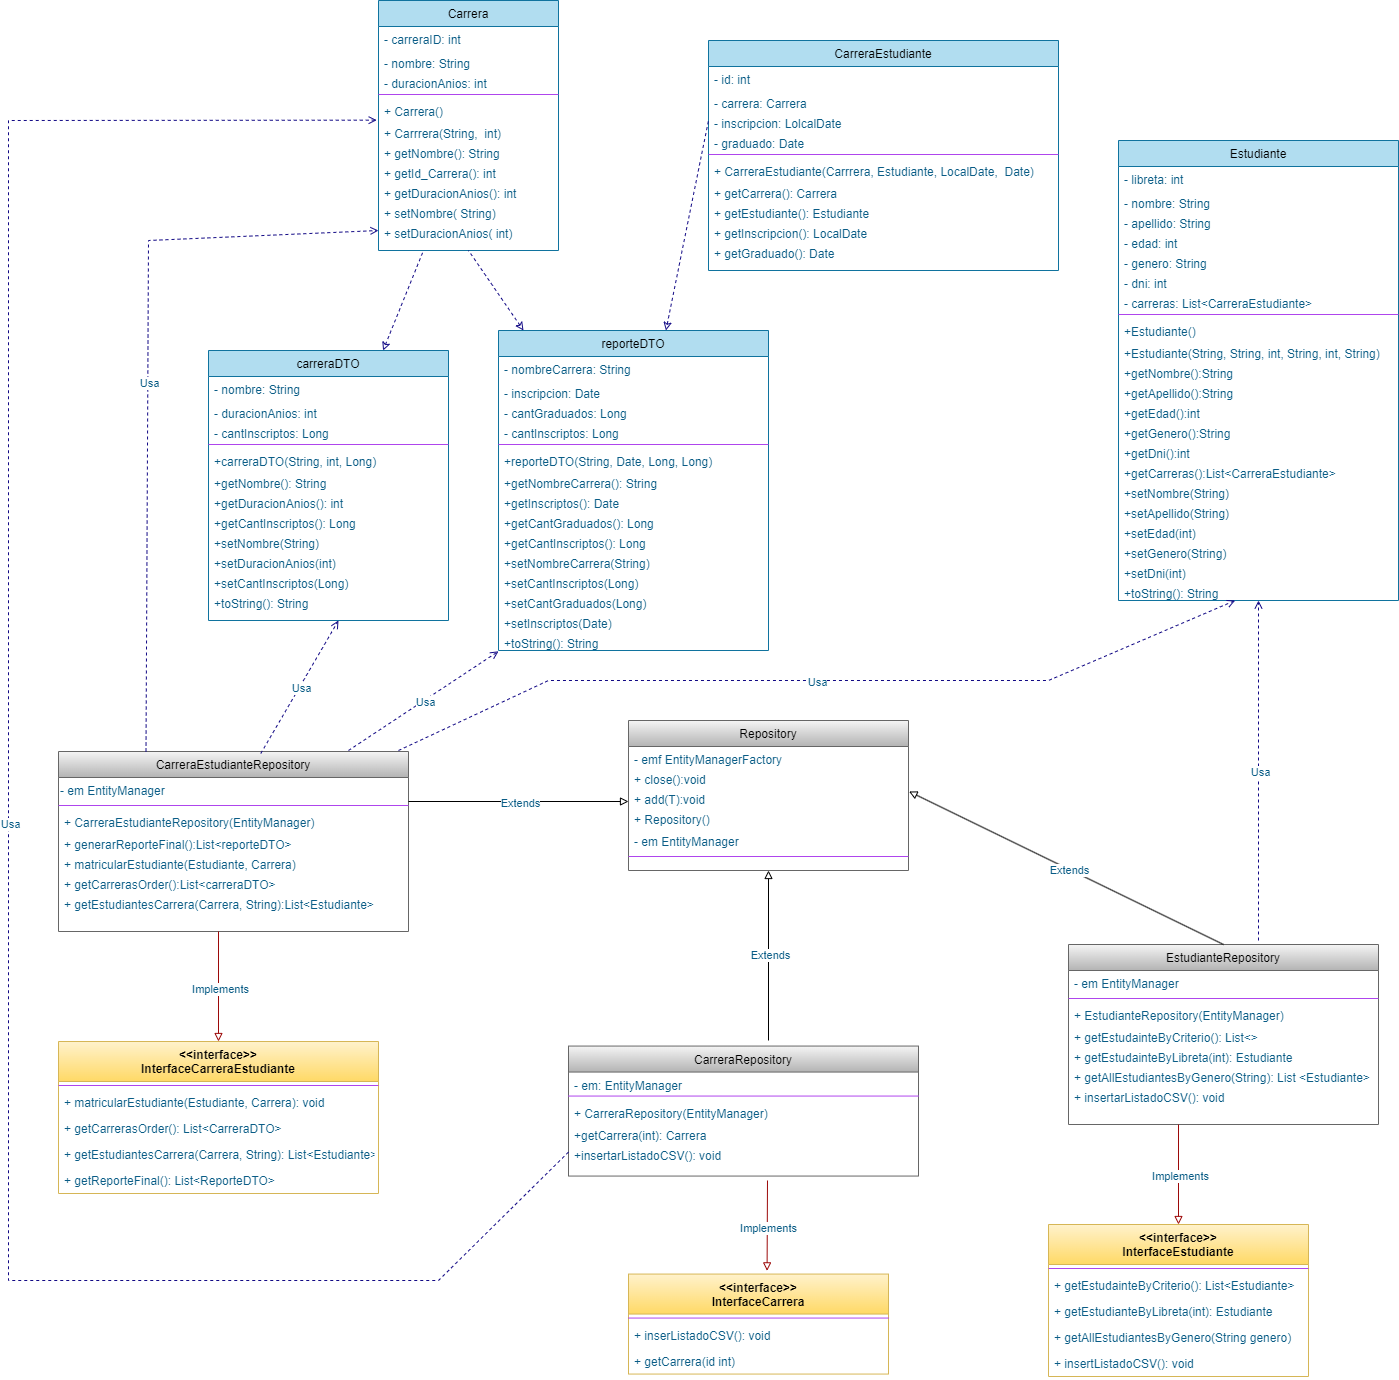 Carrera
- carreraID: int
- nombre: String
- duracionAnios: int
+ Carrera()
+ Carrrera(String,  int)
+ getNombre(): String
+ getId_Carrera(): int
+ getDuracionAnios(): int
+ setNombre( String)
+ setDuracionAnios( int)
CarreraEstudiante
- id: int
- carrera: Carrera
- inscripcion: LolcalDate
- graduado: Date
+ CarreraEstudiante(Carrrera, Estudiante, LocalDate,  Date)
+ getCarrera(): Carrera
+ getEstudiante(): Estudiante
+ getInscripcion(): LocalDate
+ getGraduado(): Date
Estudiante
- libreta: int
- nombre: String
- apellido: String
- edad: int
- genero: String
- dni: int
- carreras: List<CarreraEstudiante>
+Estudiante()
+Estudiante(String, String, int, String, int, String)
+getNombre():String
+getApellido():String
+getEdad():int
+getGenero():String
+getDni():int
+getCarreras():List<CarreraEstudiante>
+setNombre(String)
+setApellido(String)
+setEdad(int)
+setGenero(String)
+setDni(int)
+toString(): String
carreraDTO
- nombre: String
- duracionAnios: int
- cantInscriptos: Long
+carreraDTO(String, int, Long)
+getNombre(): String
+getDuracionAnios(): int
+getCantInscriptos(): Long
+setNombre(String)
+setDuracionAnios(int)
+setCantInscriptos(Long)
+toString(): String
reporteDTO
- nombreCarrera: String
- inscripcion: Date
- cantGraduados: Long
- cantInscriptos: Long
+reporteDTO(String, Date, Long, Long)
+getNombreCarrera(): String
+getInscriptos(): Date
+getCantGraduados(): Long
+getCantInscriptos(): Long
+setNombreCarrera(String)
+setCantInscriptos(Long)
+setCantGraduados(Long)
+setInscriptos(Date)
+toString(): String
Usa
Usa
Usa
Usa
Usa
Usa
CarreraEstudianteRepository
- em EntityManager
+ CarreraEstudianteRepository(EntityManager)
+ generarReporteFinal():List<reporteDTO>
+ matricularEstudiante(Estudiante, Carrera)
+ getCarrerasOrder():List<carreraDTO>
+ getEstudiantesCarrera(Carrera, String):List<Estudiante>
Extends
Repository
- emf EntityManagerFactory
+ close():void
+ add(T):void
+ Repository()
- em EntityManager
Extends
Extends
EstudianteRepository
- em EntityManager
+ EstudianteRepository(EntityManager)
+ getEstudainteByCriterio(): List<>
+ getEstudainteByLibreta(int): Estudiante
+ getAllEstudiantesByGenero(String): List <Estudiante>
+ insertarListadoCSV(): void
Implements
<<interface>>
InterfaceCarreraEstudiante
+ matricularEstudiante(Estudiante, Carrera): void
+ getCarrerasOrder(): List<CarreraDTO>
+ getEstudiantesCarrera(Carrera, String): List<Estudiante>
+ getReporteFinal(): List<ReporteDTO>
CarreraRepository
- em: EntityManager
+ CarreraRepository(EntityManager)
+getCarrera(int): Carrera
+insertarListadoCSV(): void
Implements
Implements
<<interface>>
InterfaceCarrera
+ inserListadoCSV(): void
+ getCarrera(id int)
<<interface>>
InterfaceEstudiante
+ getEstudainteByCriterio(): List<Estudiante>
+ getEstudianteByLibreta(int): Estudiante
+ getAllEstudiantesByGenero(String genero)
+ insertListadoCSV(): void